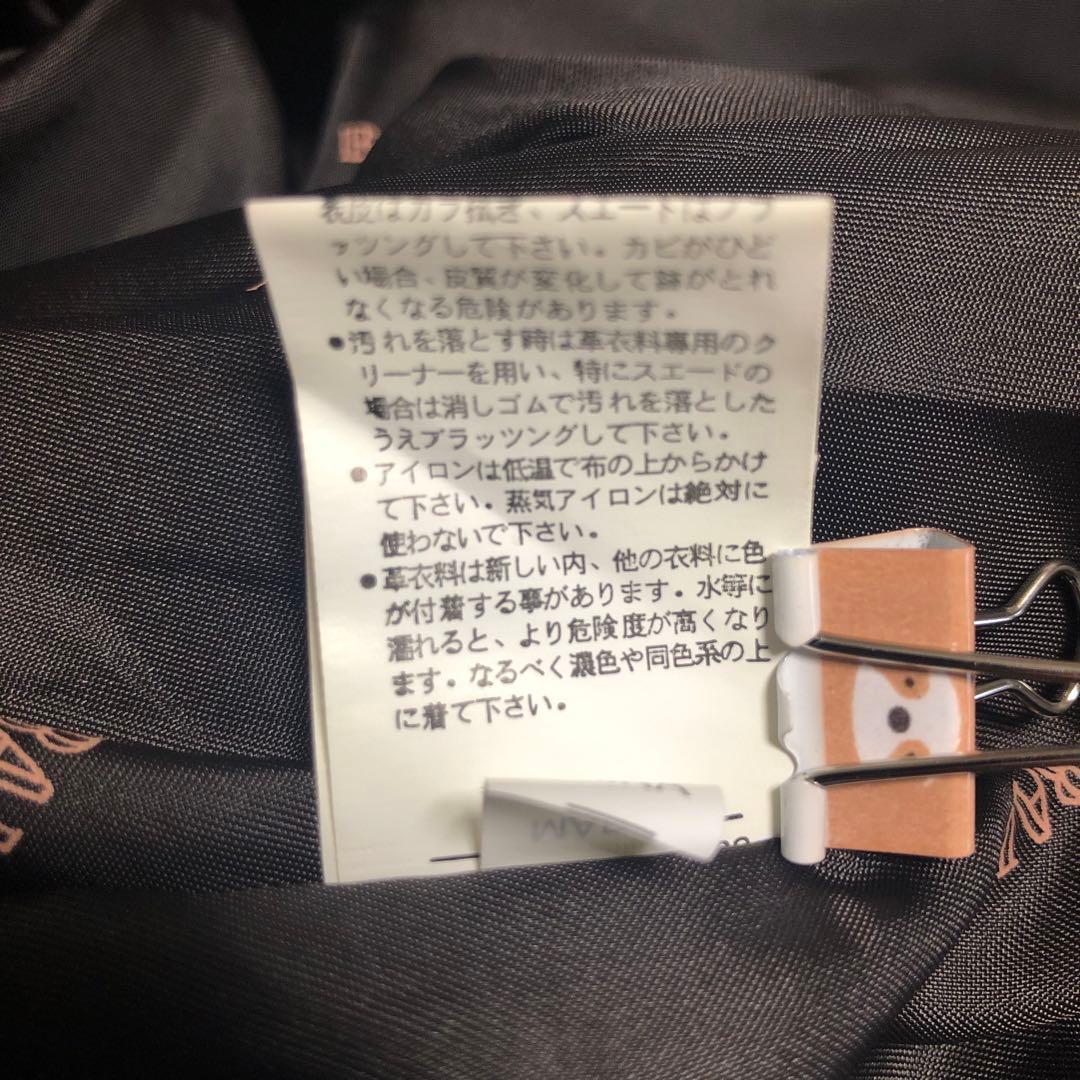 表皮はカラ拭き、スエードはブラ
ッツングして下さい。カビがひど
い場合、皮質が変化して跡がとれ
なくなる危険があります。
●汚れを落とす時は革衣料専用のク
リーナーを用い、特にスエードの
場合は消しゴムで汚れを落とした
うえブラッツングして下さい。
●アイロンは低温で布の上からかけ
て下さい。蒸気アイロンは絶対に
使わないで下さい。
●革衣料は新しい内、他の衣料に色
が付着する事があります。水等に
濡れると、より危険度が高くなり
ます。なるべく濃色や同色系の上
に着て下さい。